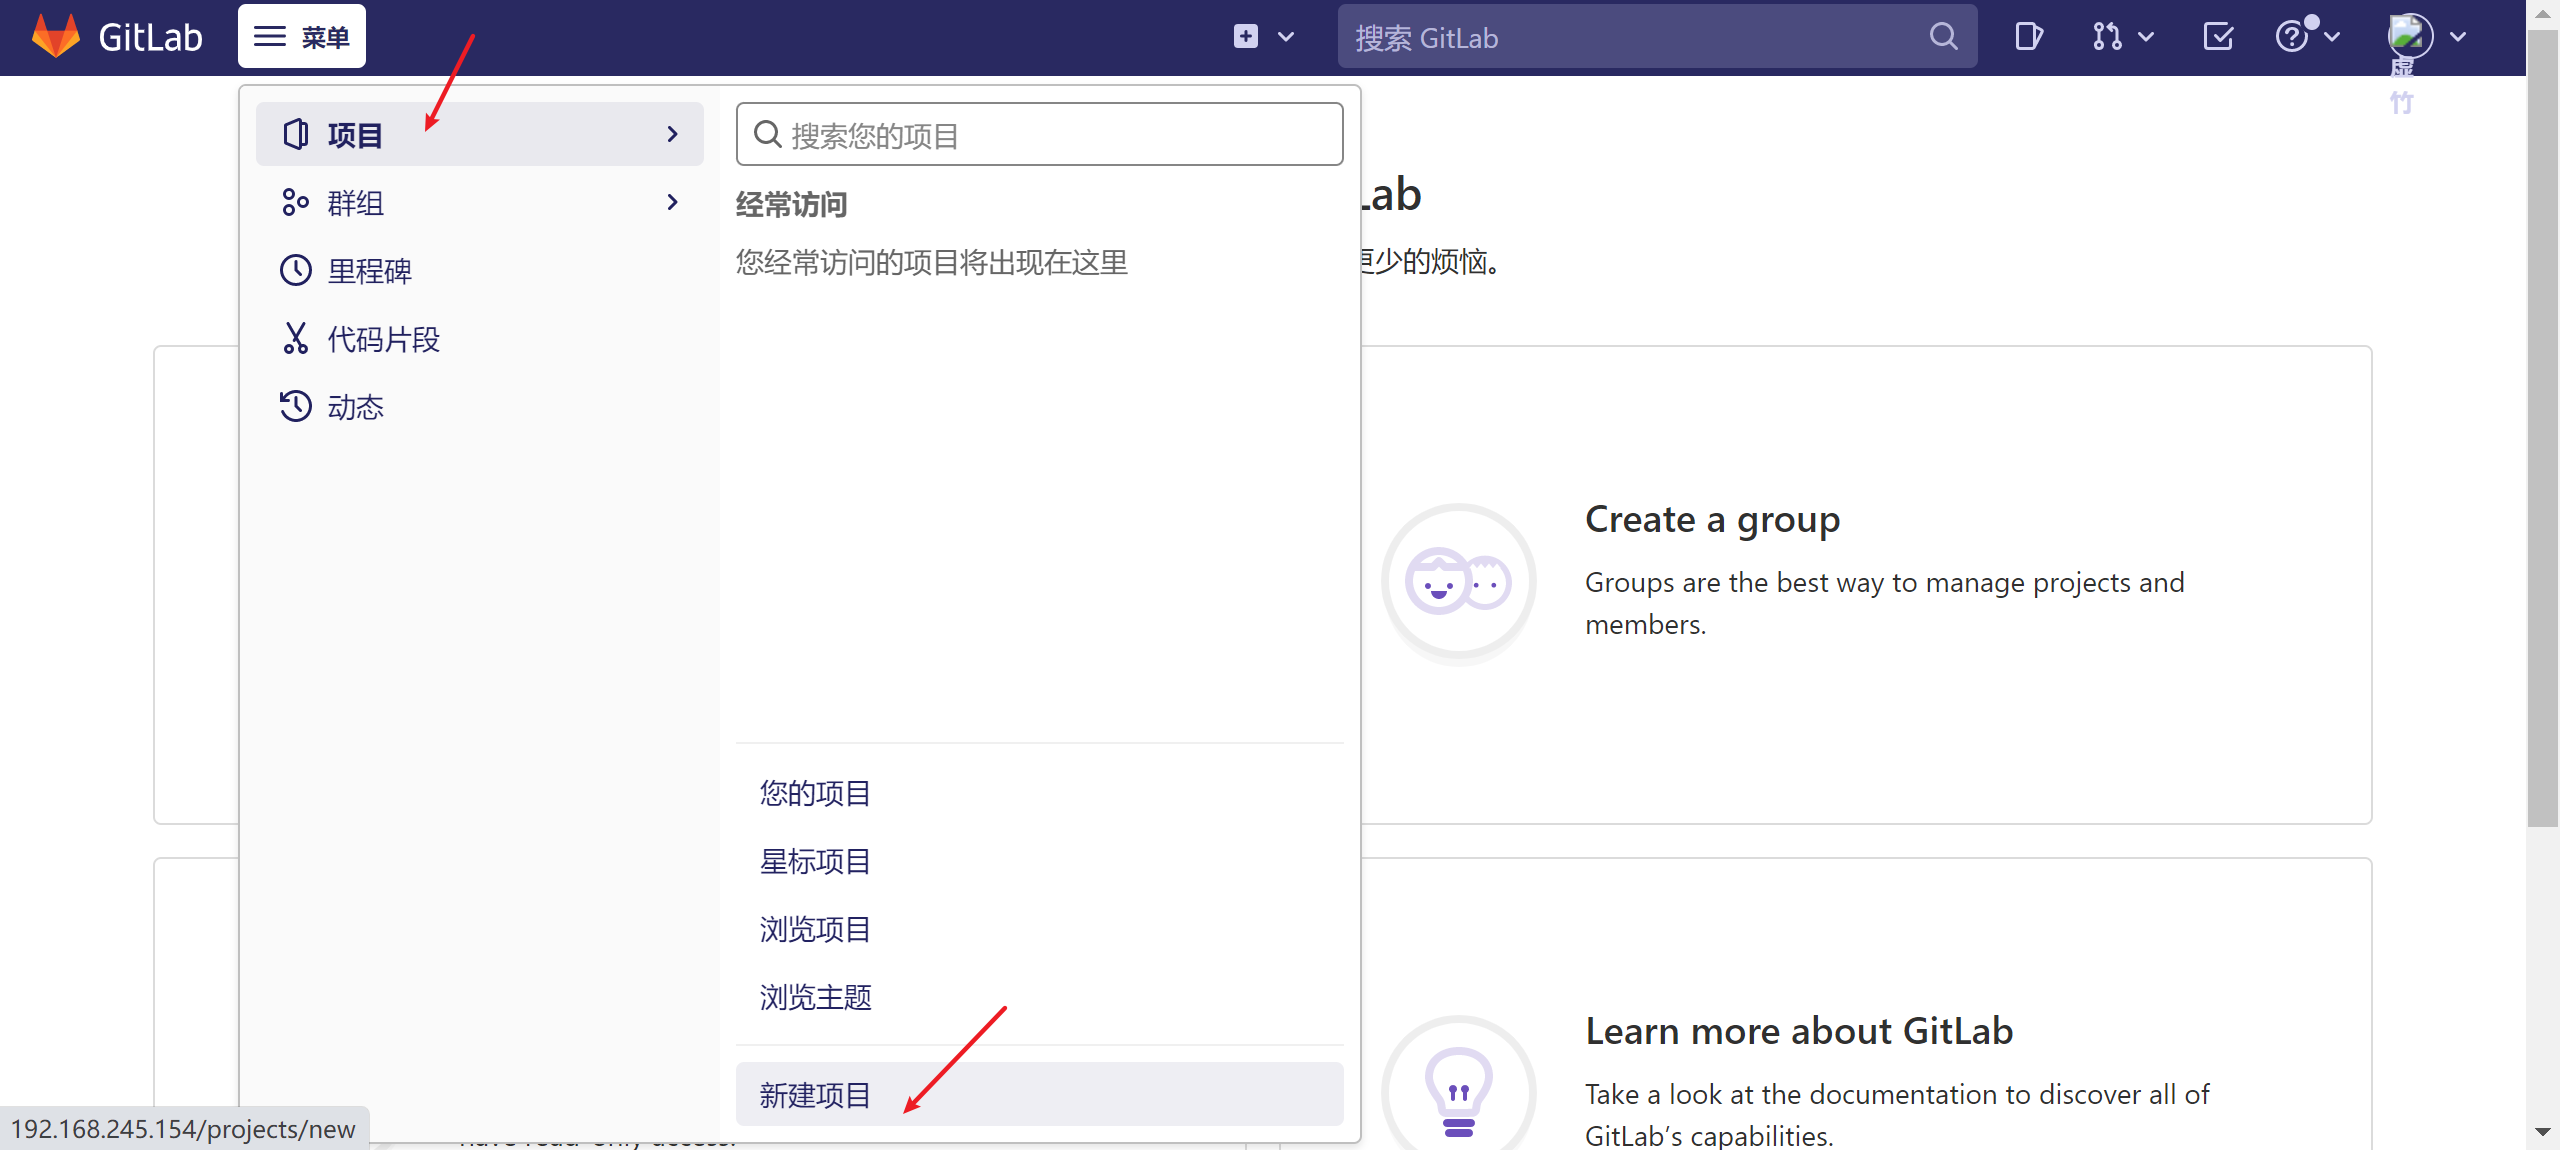 GitLab
菜单
搜索 GitLab
虚
竹
项目
群组
里程碑
代码片段
动态
搜索您的项目
经常访问
您经常访问的项目将出现在这里
您的项目
星标项目
浏览项目
浏览主题
新建项目
Lab
更少的烦恼。
Create a group
Groups are the best way to manage projects and
members.
Learn more about GitLab
Take a look at the documentation to discover all of
GitLab’s capabilities.
192.168.245.154/projects/new